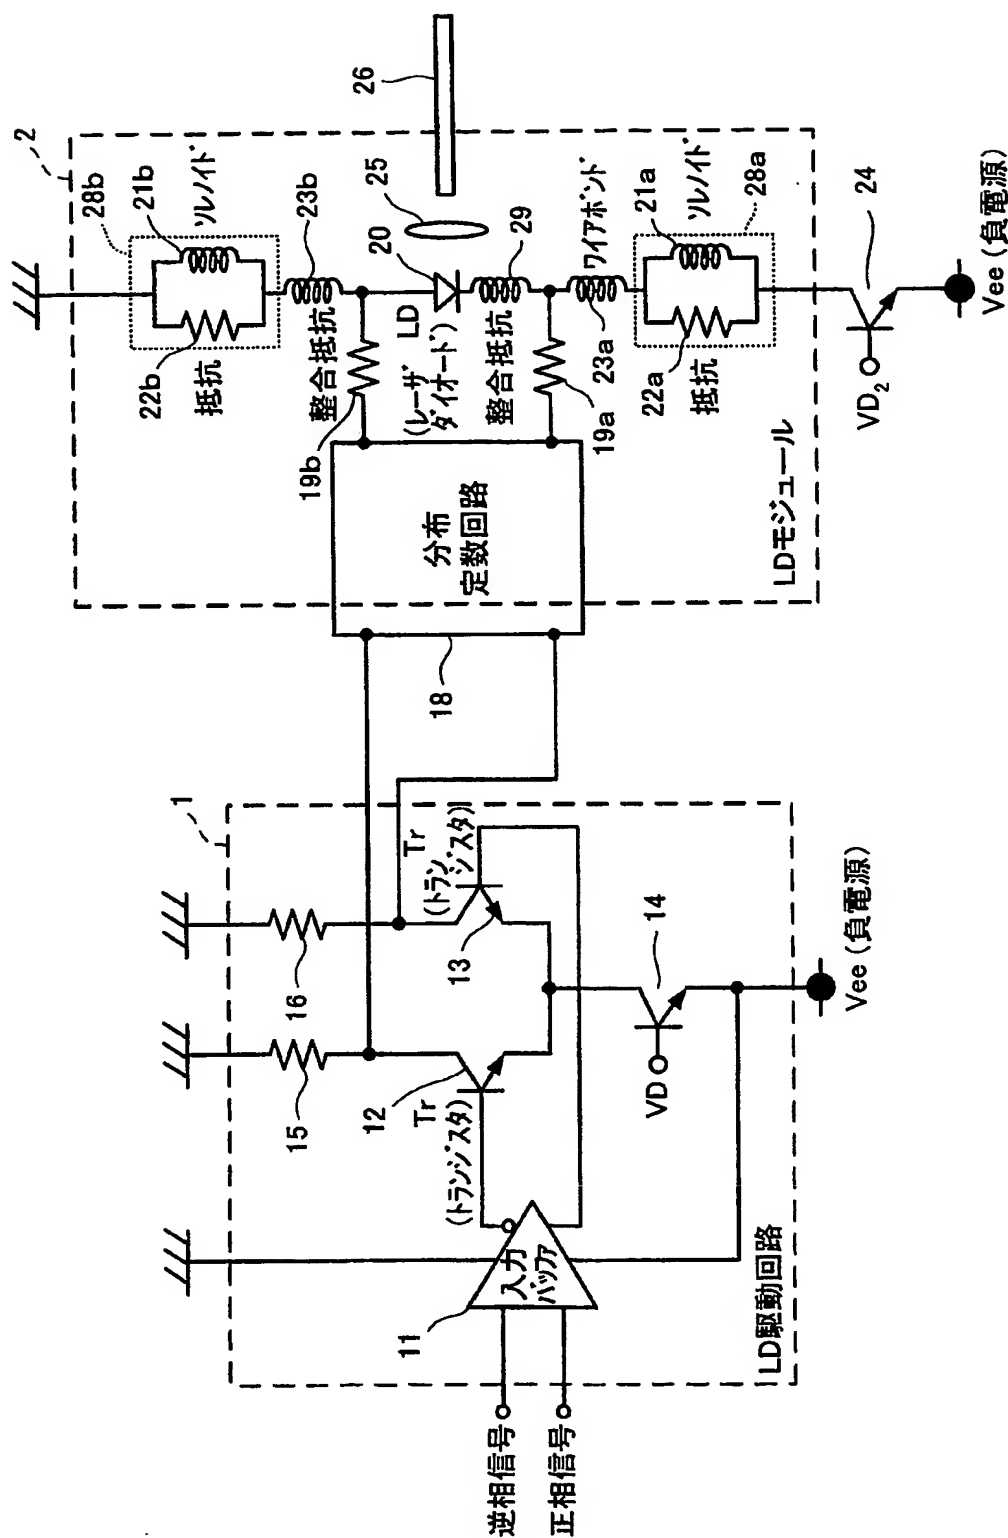 2
28b
21b
ソレノイド
22b
抵抗
23b
整合抵抗
19b
LD
(レーザ
ダイオード)
20
25
26
整合抵抗
29
ワイアボンド
23a
19a
21a
ソレノイド
28a
22a
抵抗
LDモジュール
24
VD2
Vee (負電源)
分布
定数回路
18
1
15
16
12
Tr
(トランジスタ)
Tr
(トラン
ジスタ)
13
14
VD
Vee (負電源)
11
入力
バッファ
LD駆動回路
逆相信号
正相信号